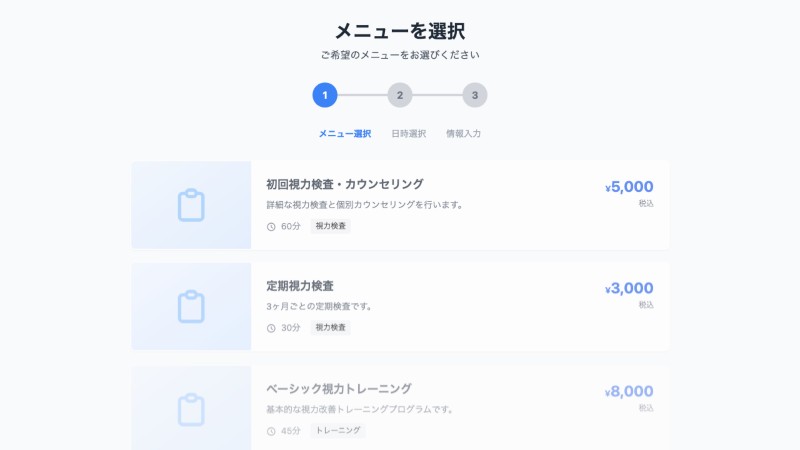 メニューを選択
ご希望のメニューをお選びください
1 2 3
メニュー選択 日時選択 情報入力
初回視力検査・カウンセリング
¥5,000
詳細な視力検査と個別カウンセリングを行います。
税込
60分 視力検査
定期視力検査
¥3,000
3ヶ月ごとの定期検査です。
税込
30分 視力検査
ベーシック視力トレーニング
¥8,000
基本的な視力改善トレーニングプログラムです。
税込
45分 トレーニング